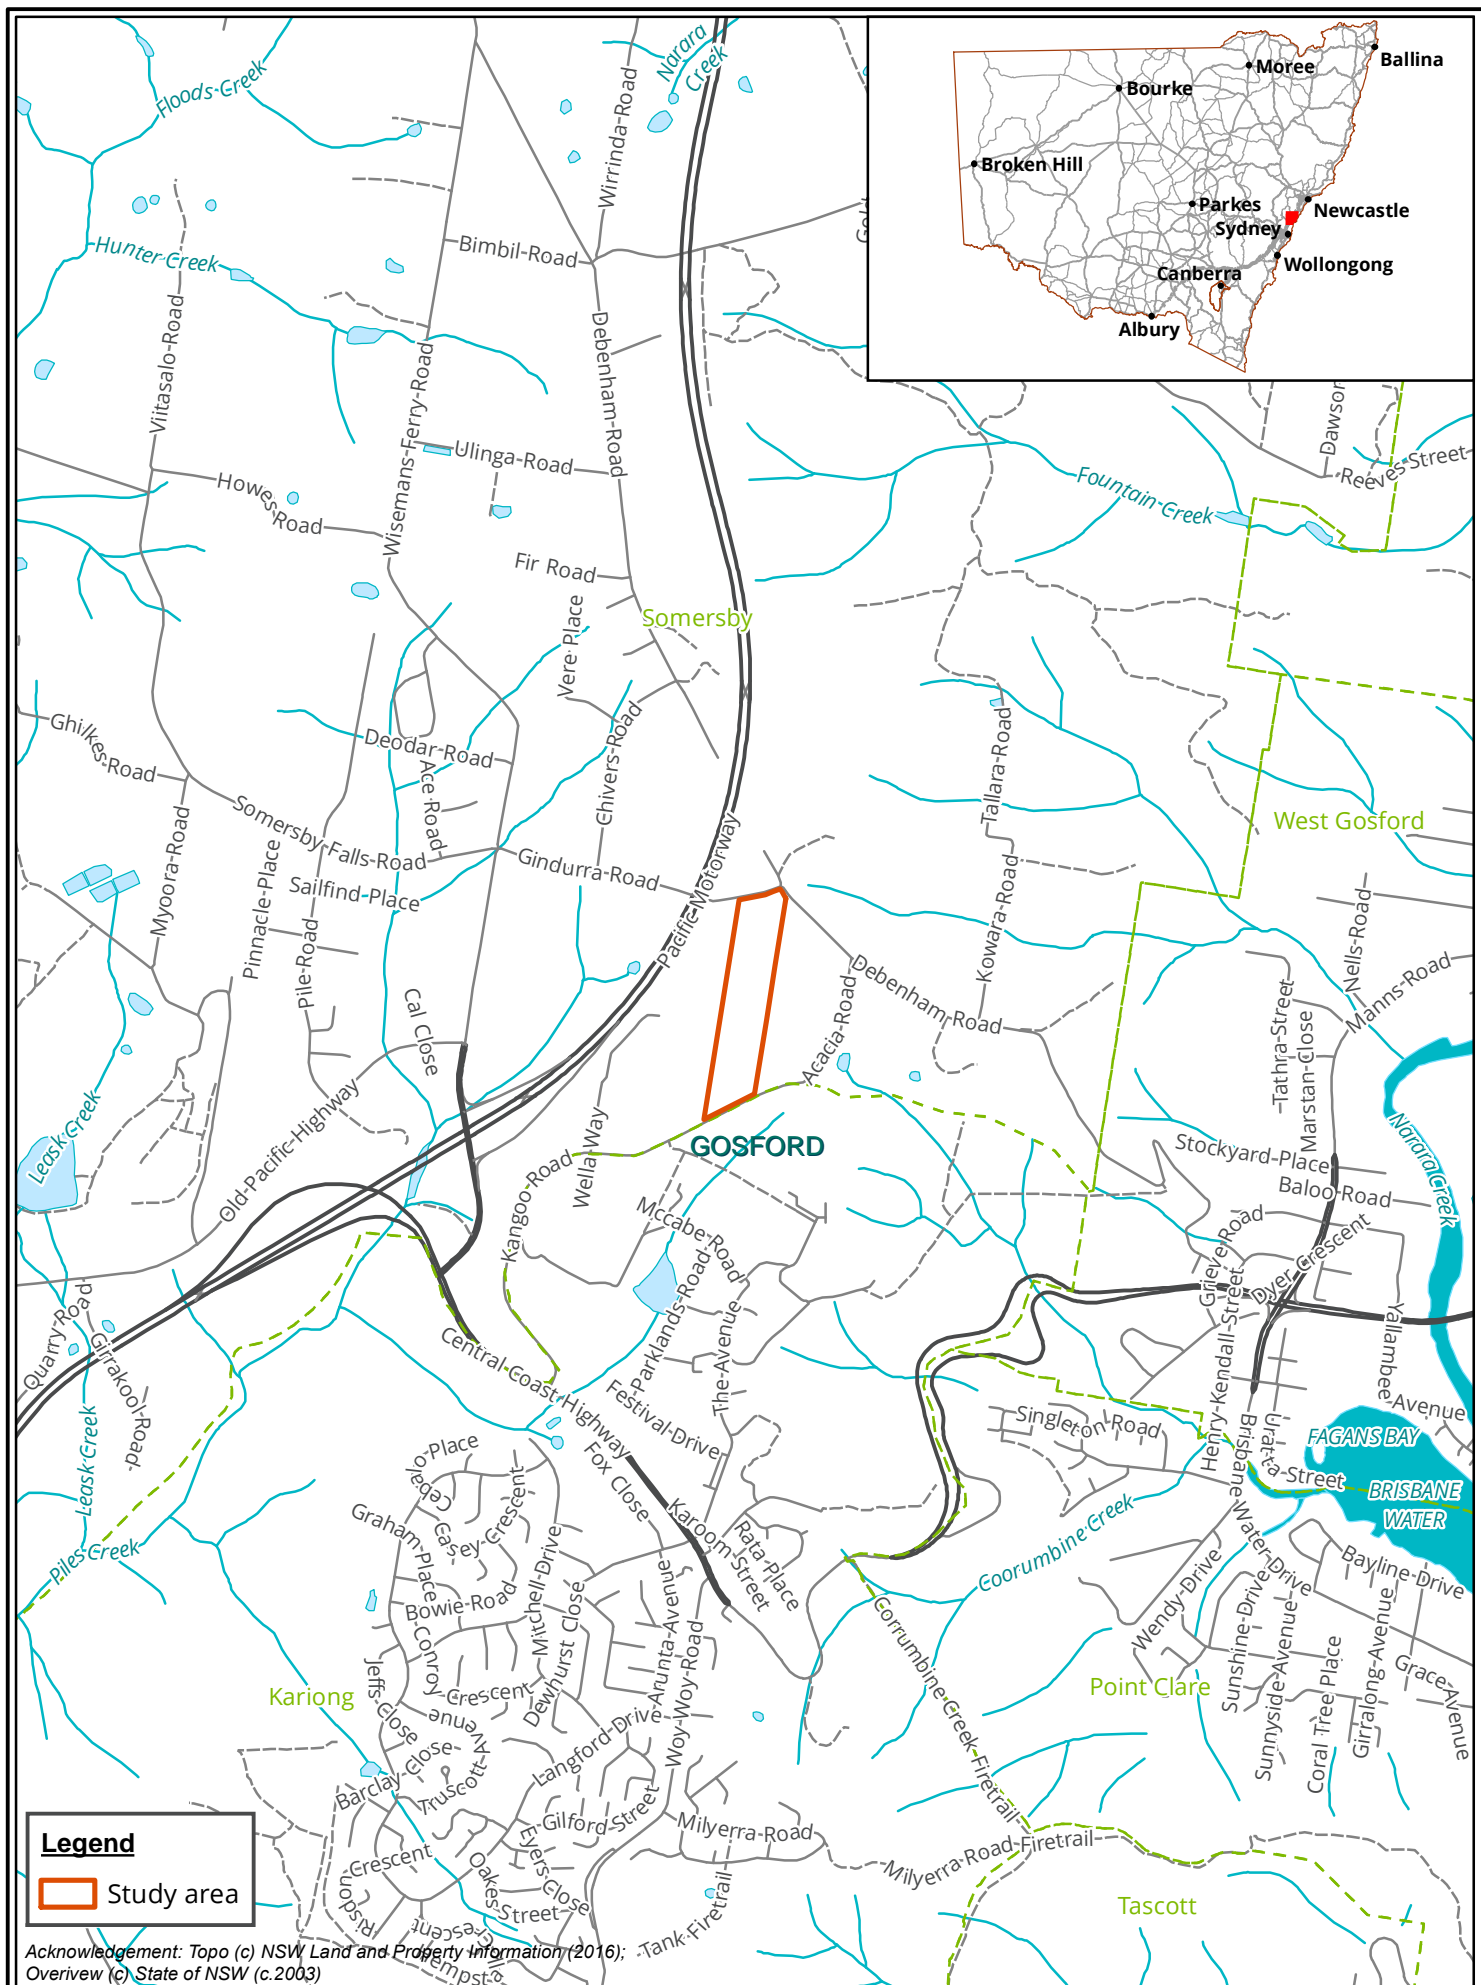 Narara
Creek
Floods Creek
Wirrinda Road
Hunter Creek
Bimbil Road
Moree
Ballina
Bourke
Broken Hill
Parkes
Newcastle
Sydney
Wollongong
Canberra
Albury
Viitasalo Road
Wisemans Ferry Road
Debenham Road
Ulinga Road
Dawson
Reeves Street
Fountain Creek
Howes
Road
Fir Road
Somersby
Vere Place
Ghilkes Road
Deodar Road
Ace Road
Chivers Road
Tallara Road
West Gosford
Somersby Falls Road
Myoora Road
Pinnacle Place
Sailfind Place
Gindurra Road
Pacific Motorway
Pile Road
Cal Close
Kowara Road
Nells Road
Manns Road
Debenham Road
Acacia Road
Tathra Street
Marstan Close
Leask Creek
Old Pacific Highway
Narara Creek
GOSFORD
Wella Way
Kangoo Road
Stockyard Place
Baloo Road
Mccabe Road
Grieve Road
Dyer Crescent
Quarry Road
Girrakool Road
Parklands Road
The Avenue
Central Coast Highway
Festival Drive
Henry Kendall Street
Yallambee
Avenue
Singleton Road
Brisbane Water Drive
Uratta Street
FAGANS BAY
BRISBANE
WATER
Leask Creek
Piles Creek
Cebalo Place
Casey Crescent
Graham Place
Fox Close
Karoom Street
Rata Place
Coorumbine Creek
Bayline Drive
Bowie Road
Mitchell Drive
Dewhurst Close
Arunta Avenue
Woy Woy Road
Wendy Drive
Sunshine Drive
Sunnyside Avenue
Coral Tree Place
Girralong Avenue
Grace Avenue
Kariong
Jeffs Close
Conroy
Crescent
Corrumbine Creek Firetrail
Point Clare
Barclay Close
Truscott Avenue
Langford Drive
Gilford Street
Milyerra Road
Milyerra Road Firetrail
Eyers Close
Oakes Street
Crescent
Risdon
Tank Firetrail
Tascott
Legend
Study area
Acknowledgement: Topo (c) NSW Land and Property Information (2016);
Overivew (c) State of NSW (c.2003)